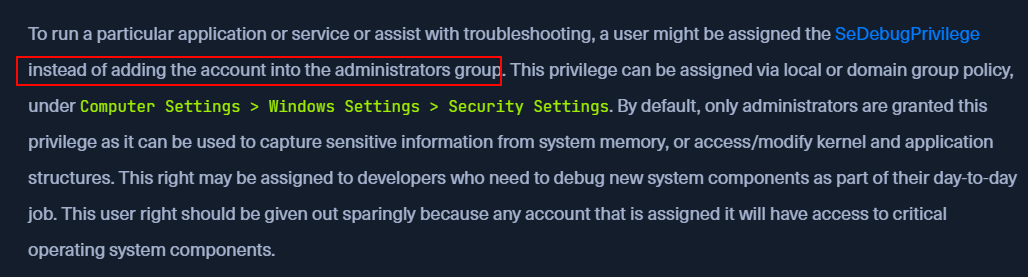 To run a particular application or service or assist with troubleshooting, a user might be assigned the SeDebugPrivilege
instead of adding the account into the administrators group. This privilege can be assigned via local or domain group policy,
under Computer Settings > Windows Settings > Security Settings. By default, only administrators are granted this
privilege as it can be used to capture sensitive information from system memory, or access/modify kernel and application
structures. This right may be assigned to developers who need to debug new system components as part of their day-to-day
job. This user right should be given out sparingly because any account that is assigned it will have access to critical
operating system components.